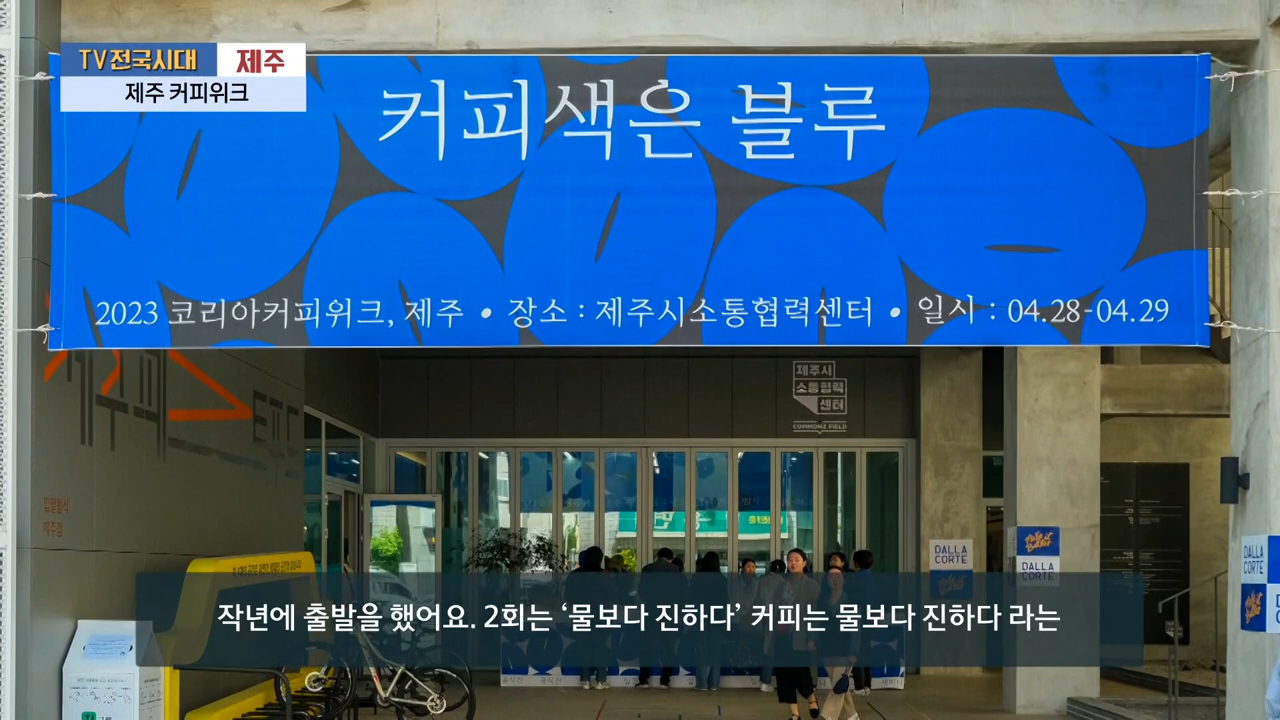 TV전국시대 제주
제주 커피위크
커피색은 블루
2023 코리아커피위크, 제주 • 장소 : 제주시소통협력센터 • 일시 : 04.28-04.29
제주시
소통협력
센터
COMMONZ FIELD
DALLA
CORTE
DALLA
CORTE
DALLA
CORTE
작년에 출발을 했어요. 2회는 ‘물보다 진하다’ 커피는 물보다 진하다 라는